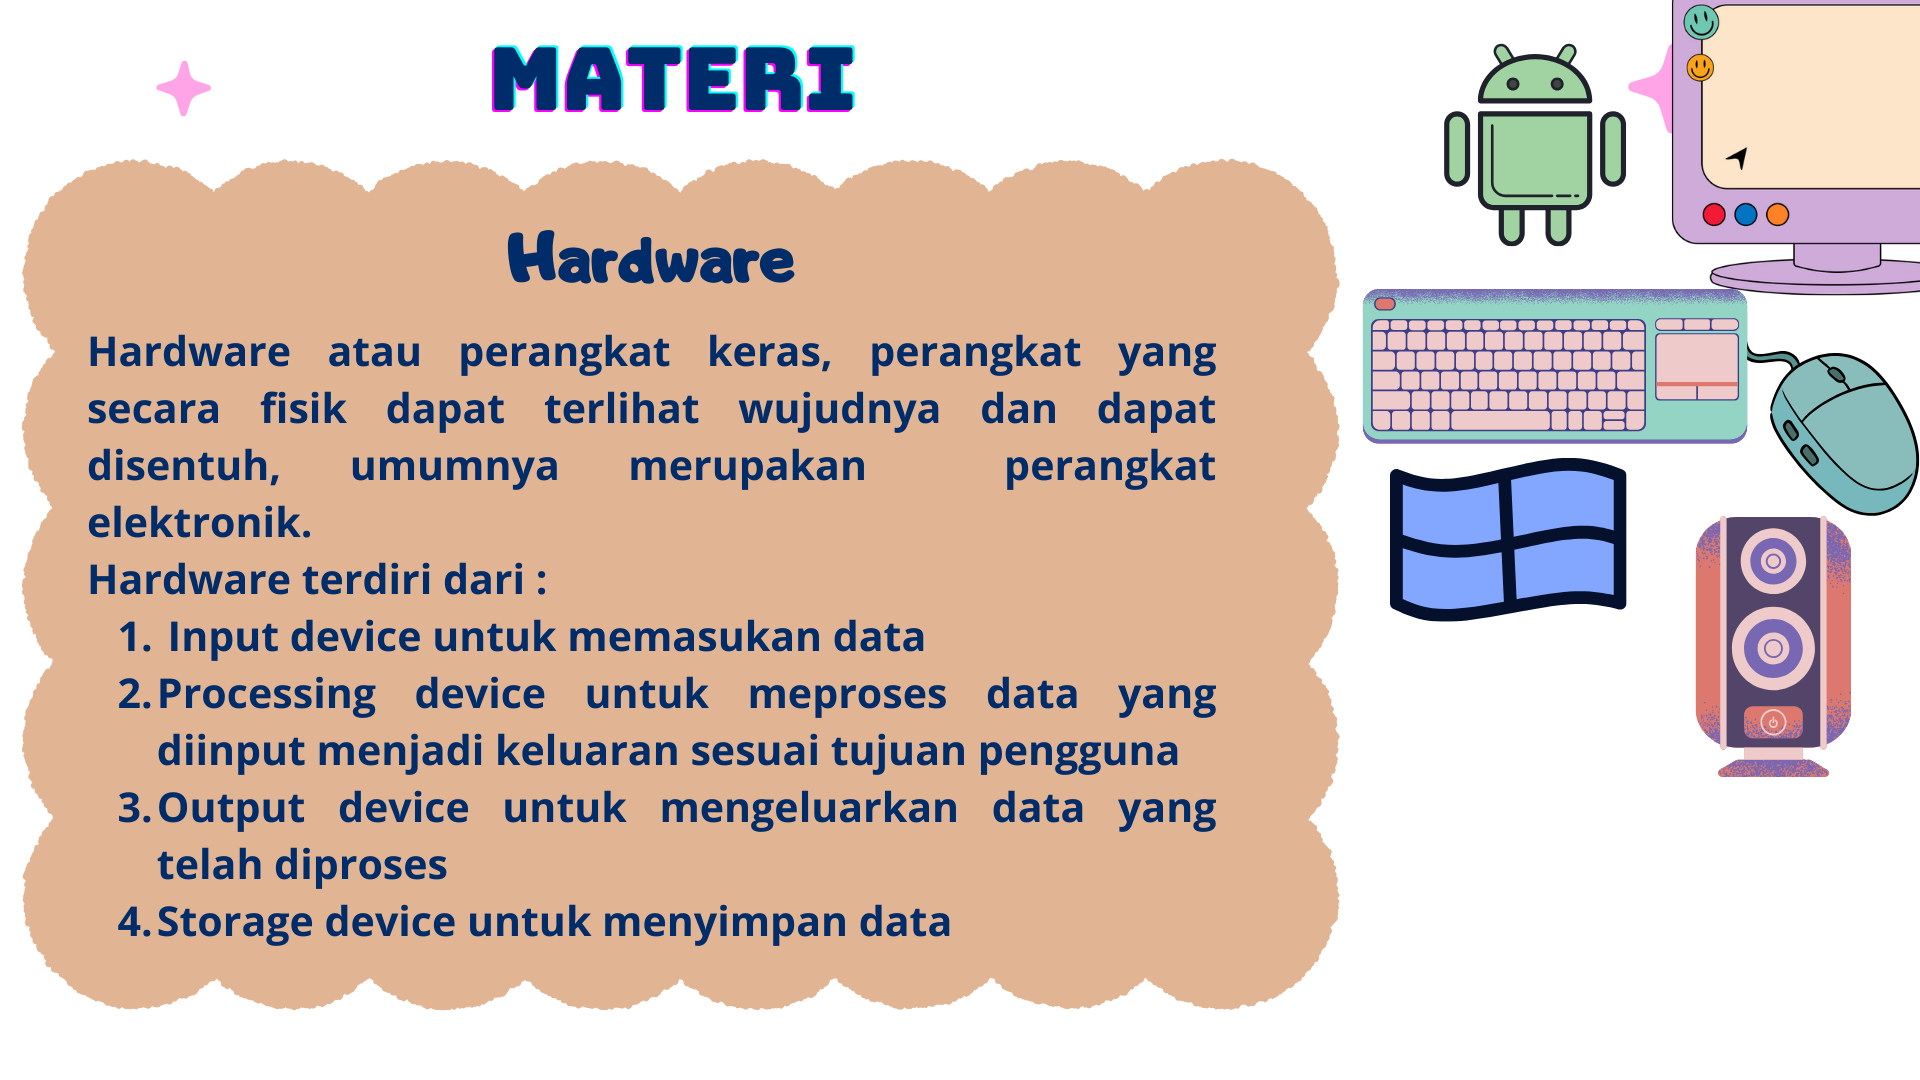 MATERI
Hardware
Hardware atau perangkat keras, perangkat yang
secara fisik dapat terlihat wujudnya dan dapat
disentuh, umumnya merupakan perangkat
elektronik.
Hardware terdiri dari :
1. Input device untuk memasukan data
2. Processing device untuk meproses data yang
diinput menjadi keluaran sesuai tujuan pengguna
3. Output device untuk mengeluarkan data yang
telah diproses
4. Storage device untuk menyimpan data